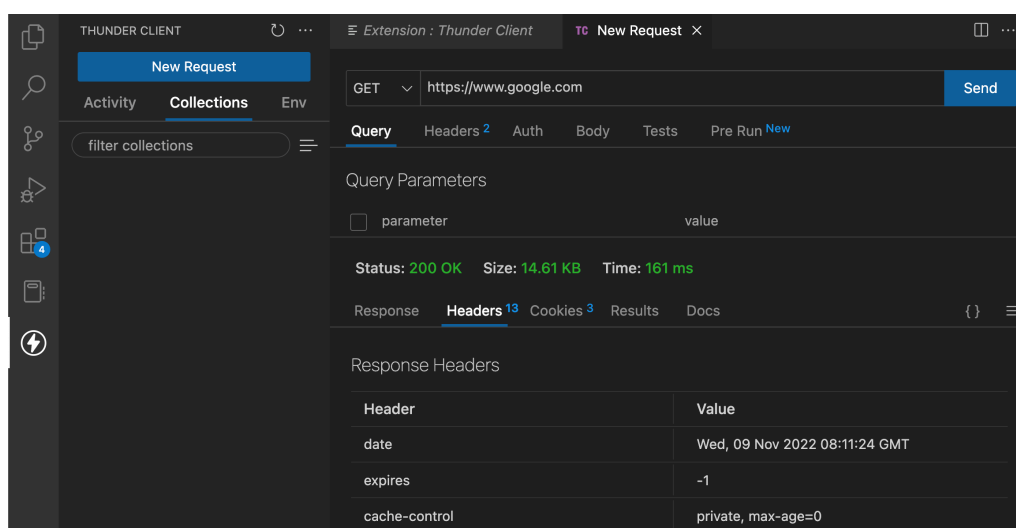 THUNDER CLIENT
New Request
Activity Collections Env
filter collections
4
Extension : Thunder Client
TC New Request
GET https://www.google.com Send
Query Headers 2 Auth Body Tests Pre Run New
Query Parameters
parameter value
Status: 200 OK Size: 14.61 KB Time: 161 ms
Response Headers 13 Cookies 3 Results Docs { }
Response Headers
Header Value
date Wed, 09 Nov 2022 08:11:24 GMT
expires -1
cache-control private, max-age=0